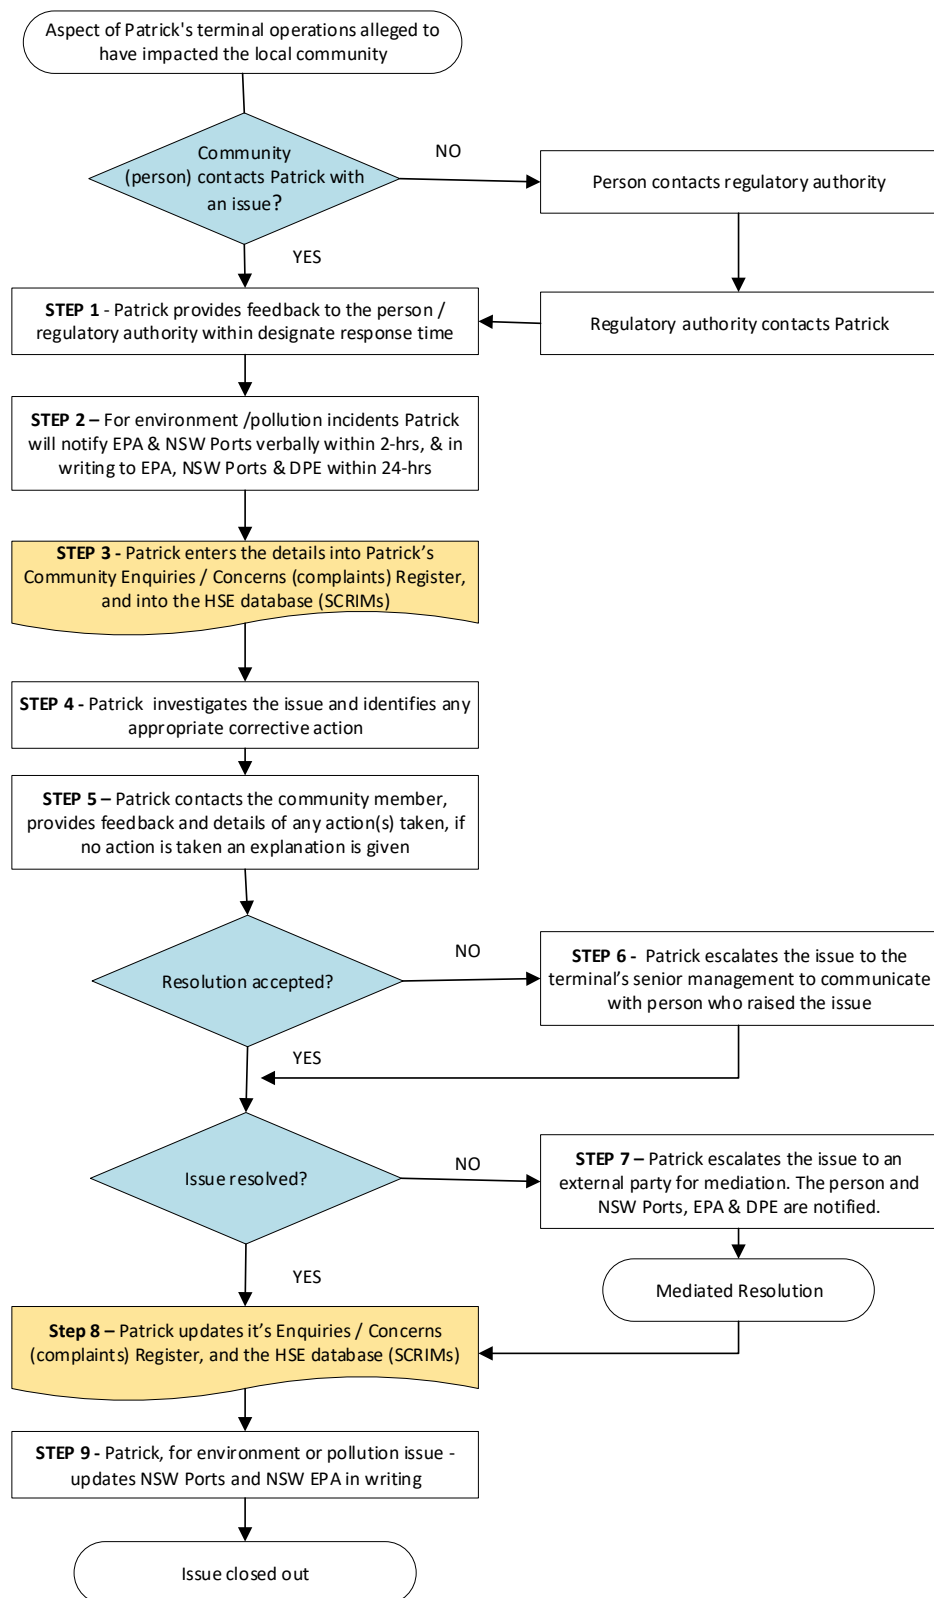 Aspect of Patrick's terminal operations alleged to
have impacted the local community
Community
(person) contacts Patrick with
an issue?
NO
Person contacts regulatory authority
YES
STEP 1 - Patrick provides feedback to the person /
regulatory authority within designate response time
Regulatory authority contacts Patrick
STEP 2 – For environment /pollution incidents Patrick
will notify EPA & NSW Ports verbally within 2-hrs, & in
writing to EPA, NSW Ports & DPE within 24-hrs
STEP 3 - Patrick enters the details into Patrick’s
Community Enquiries / Concerns (complaints) Register,
and into the HSE database (SCRIMs)
STEP 4 - Patrick investigates the issue and identifies any
appropriate corrective action
STEP 5 – Patrick contacts the community member,
provides feedback and details of any action(s) taken, if
no action is taken an explanation is given
Resolution accepted?
NO
STEP 6 - Patrick escalates the issue to the
terminal’s senior management to communicate
with person who raised the issue
YES
Issue resolved?
NO
STEP 7 – Patrick escalates the issue to an
external party for mediation. The person and
NSW Ports, EPA & DPE are notified.
YES
Mediated Resolution
Step 8 – Patrick updates it’s Enquiries / Concerns
(complaints) Register, and the HSE database (SCRIMs)
STEP 9 - Patrick, for environment or pollution issue -
updates NSW Ports and NSW EPA in writing
Issue closed out